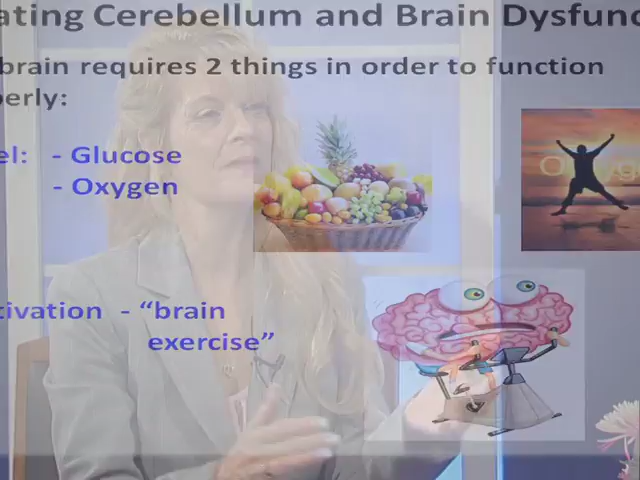 ating Cerebellum and Brain Dysfunc
brain requires 2 things in order to function
perly:
el: - Glucose
- Oxygen
tivation - “brain
exercise”